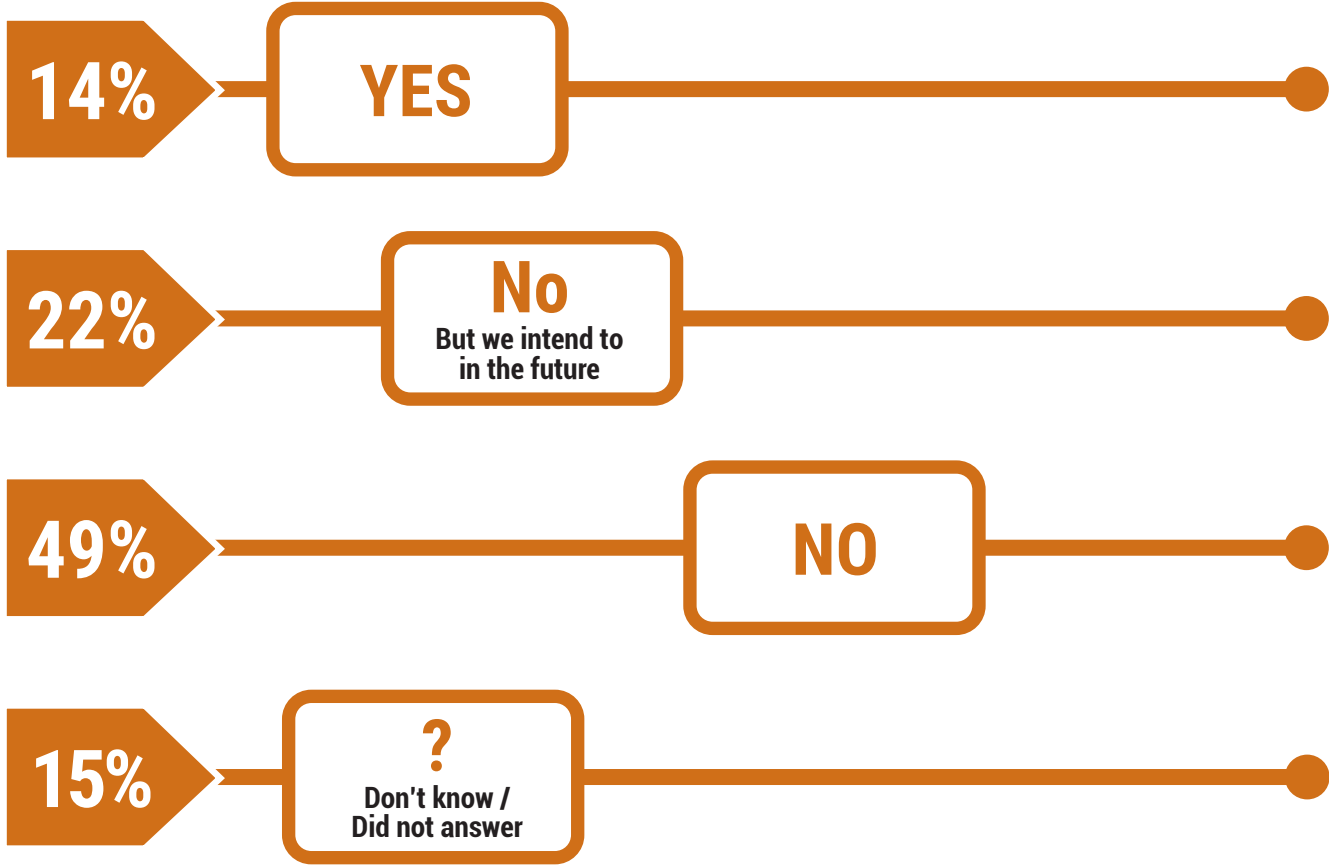 14%
YES
22%
No
But we intend to
in the future
49%
NO
15%
?
Don't know /
Did not answer